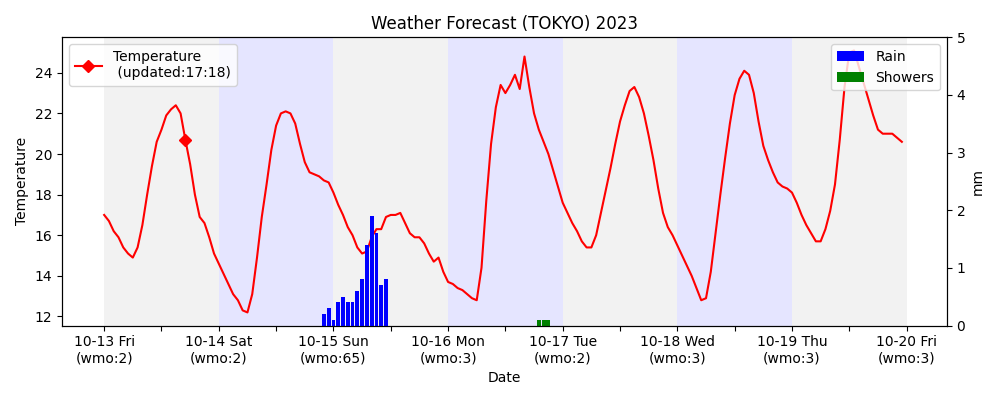 Weather Forecast (TOKYO) 2023
Temperature
(updated:17:18)
Rain
Showers
Temperature
24
22
20
18
16
14
12
5
4
3
2
1
0
mm
10-13 Fri
(wmo:2)
10-14 Sat
(wmo:2)
10-15 Sun
(wmo:65)
10-16 Mon
(wmo:3)
10-17 Tue
(wmo:2)
10-18 Wed
(wmo:3)
10-19 Thu
(wmo:3)
10-20 Fri
(wmo:3)
Date